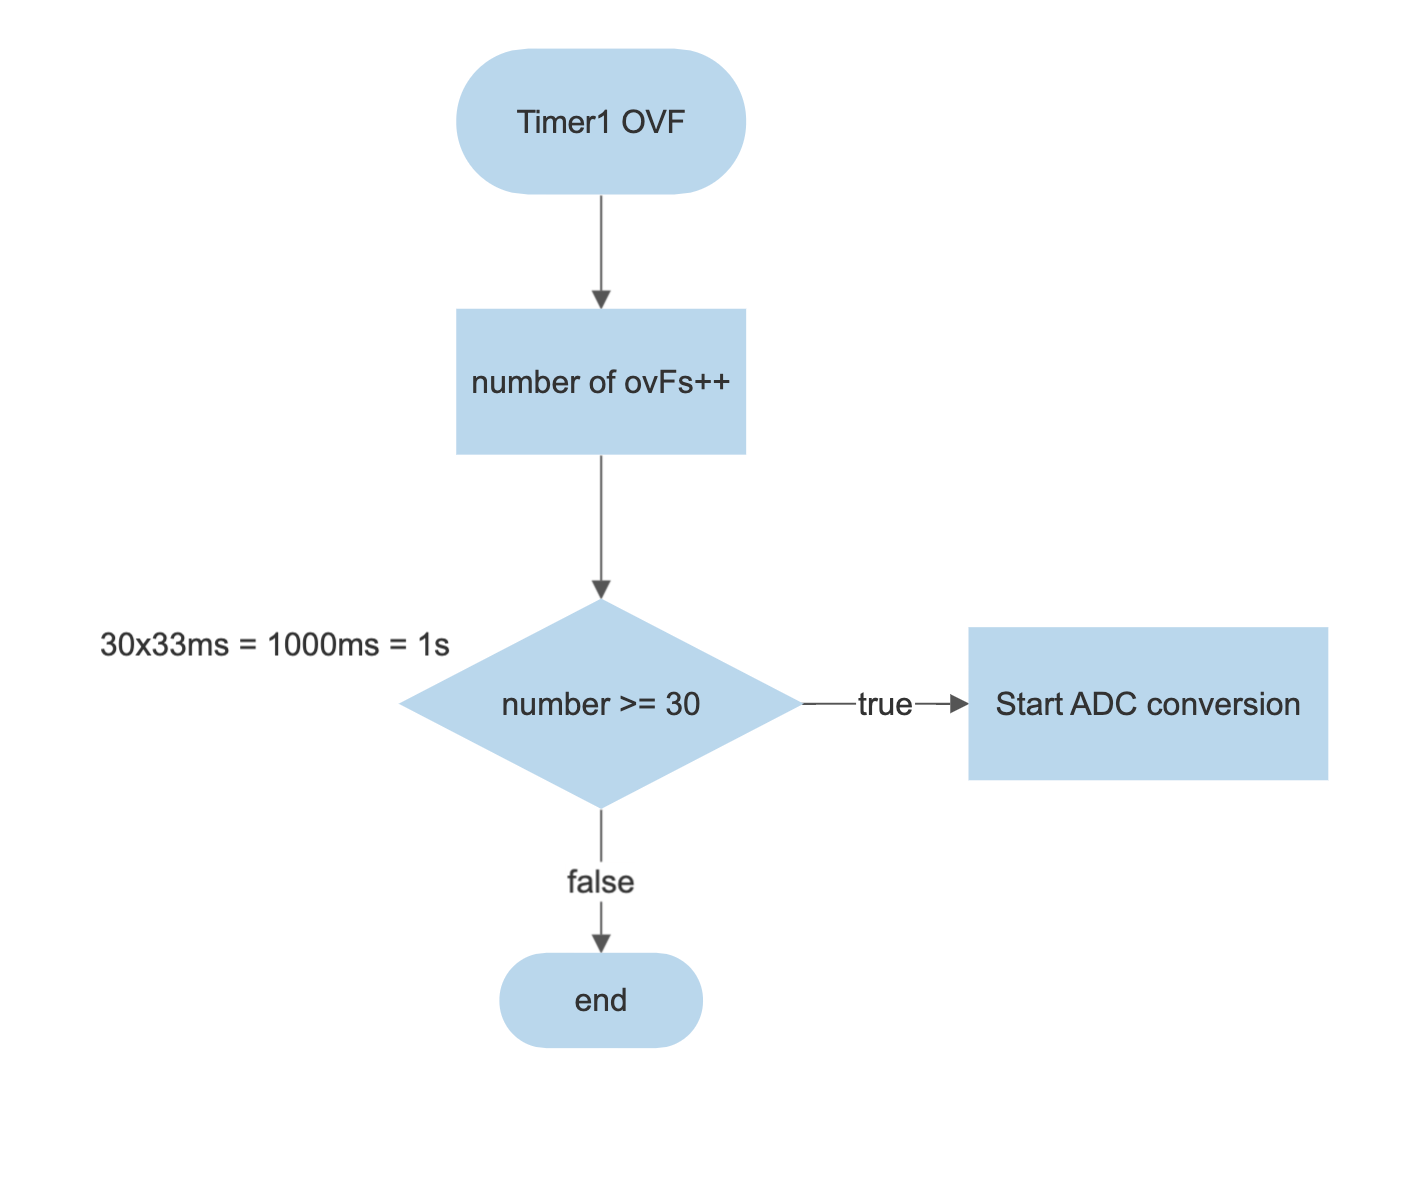 Timer1 OVF
number of ovFs++
30x33ms = 1000ms = 1s
number >= 30
true
Start ADC conversion
false
end